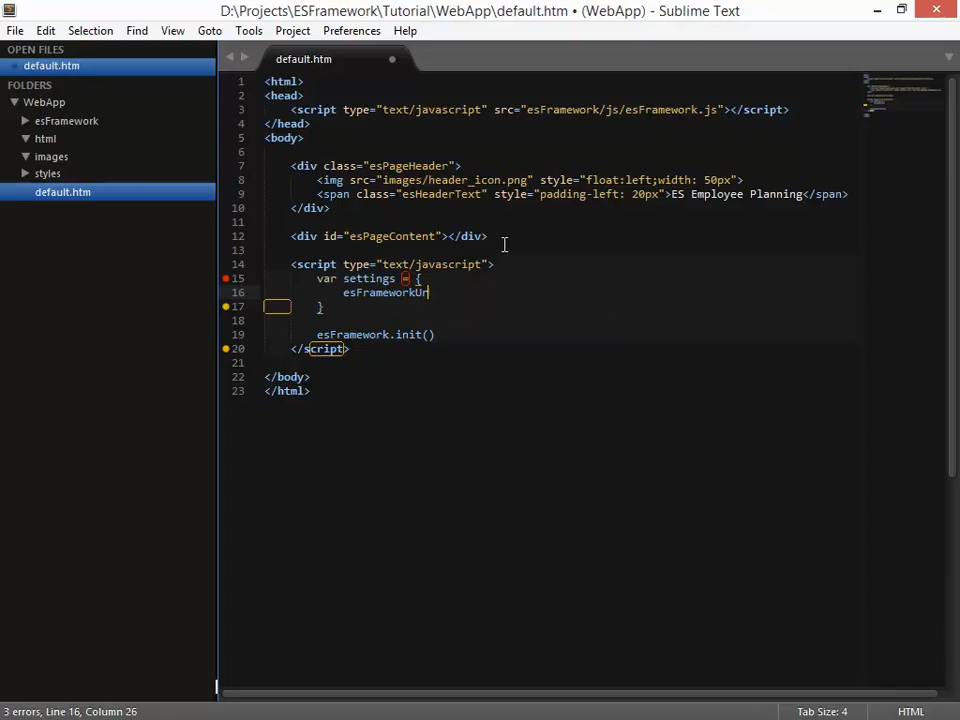 D:\Projects\ESFramework\Tutorial\WebApp\default.htm • (WebApp) - Sublime Text
File Edit Selection Find View Goto Tools Project Preferences Help
OPEN FILES
default.htm
FOLDERS
WebApp
esFramework
html
images
styles
default.htm
default.htm
1 <html>
2 <head>
3 <script type="text/javascript" src="esFramework/js/esFramework.js"></script>
4 </head>
5 <body>
6
7 <div class="esPageHeader">
8 <img src="images/header_icon.png" style="float:left;width: 50px">
9 <span class="esHeaderText" style="padding-left: 20px">ES Employee Planning</span>
10 </div>
11
12 <div id="esPageContent"></div>
13
14 <script type="text/javascript">
15 var settings = {
16 esFrameworkUr
17 }
18
19 esFramework.init()
20 </script>
21
22 </body>
23 </html>
3 errors, Line 16, Column 26 Tab Size: 4 HTML